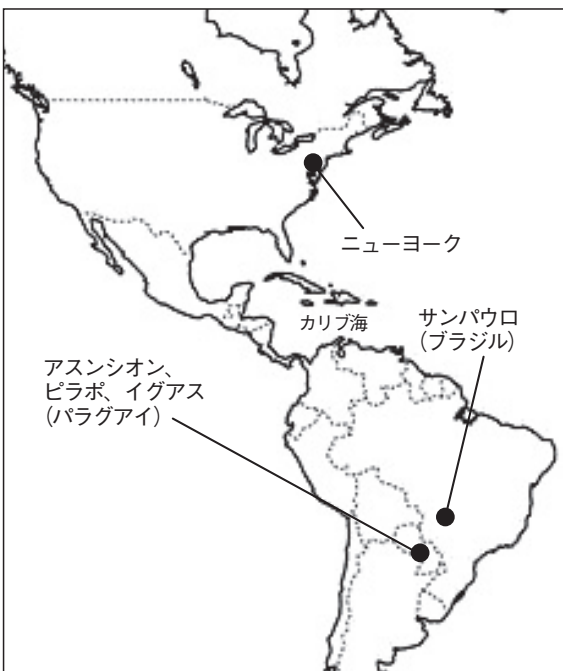 ニューヨーク
カリブ海
サンパウロ
(ブラジル)
アスンシオン、
ピラポ、イグアス
(パラグアイ)